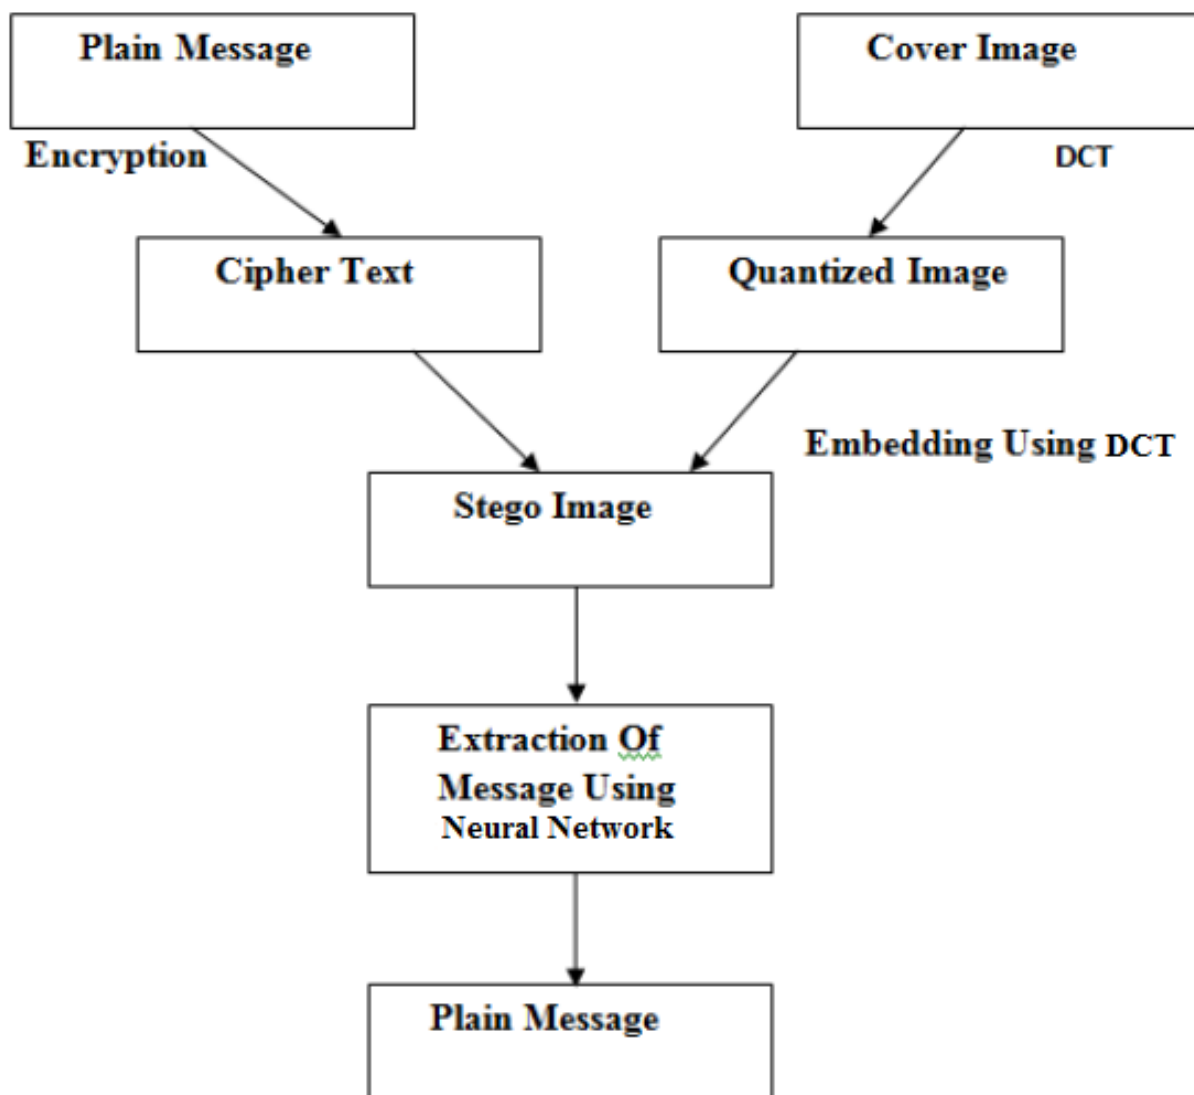 Plain Message
Cover Image
Encryption
DCT
Cipher Text
Quantized Image
Embedding Using DCT
Stego Image
Extraction Of
Message Using
Neural Network
Plain Message